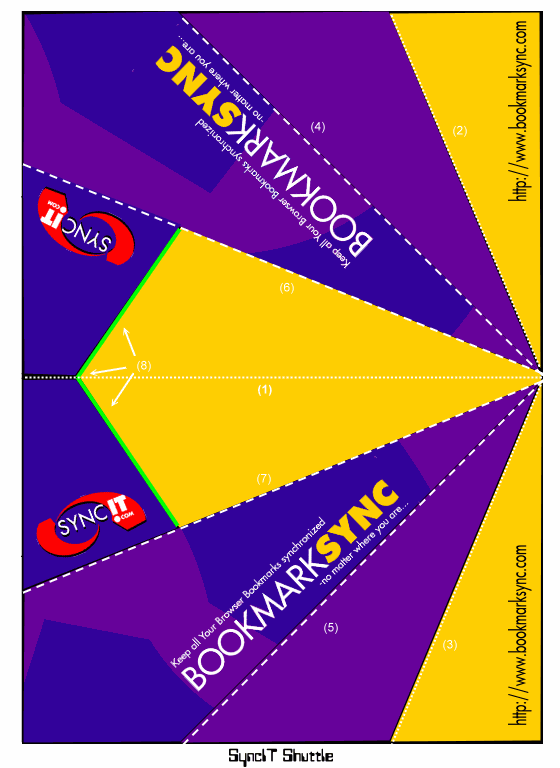 http://www.bookmarksync.com
(2)
(4)
BOOKMARKSYNC
-no matter where you are...
Keep all Your Browser Bookmarks synchronized
SYNC IT
.COM
(6)
(8)
(1)
(7)
SYNC IT
.COM
Keep all Your Browser Bookmarks synchronized
BOOKMARKSYNC
-no matter where you are...
(5)
(3)
http://www.bookmarksync.com
SyncIT Shuttle